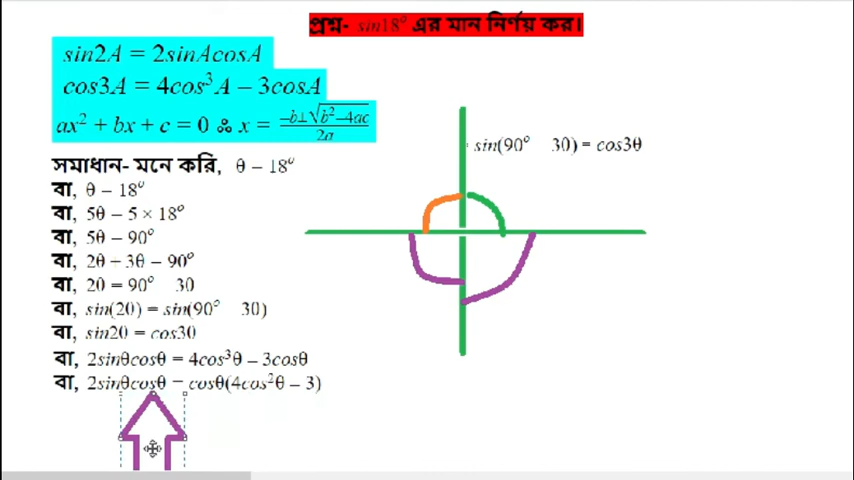 প্রশ্ন- sin18° এর মান নির্ণয় কর।
sin2A = 2sinAcosA
cos3A = 4cos³A − 3cosA
ax² + bx + c = 0 ஃ x = −b⊥√b²−4ac / 2a
sin(90° 3θ) = cos3θ
সমাধান- মনে করি, θ − 18°
বা, θ − 18°
বা, 5θ − 5 × 18°
বা, 5θ − 90°
বা, 2θ + 3θ − 90°
বা, 2θ = 90° 3θ
বা, sin(2θ) = sin(90° 3θ)
বা, sin2θ = cos3θ
বা, 2sinθcosθ = 4cos³θ − 3cosθ
বা, 2sinθcosθ = cosθ(4cos²θ − 3)